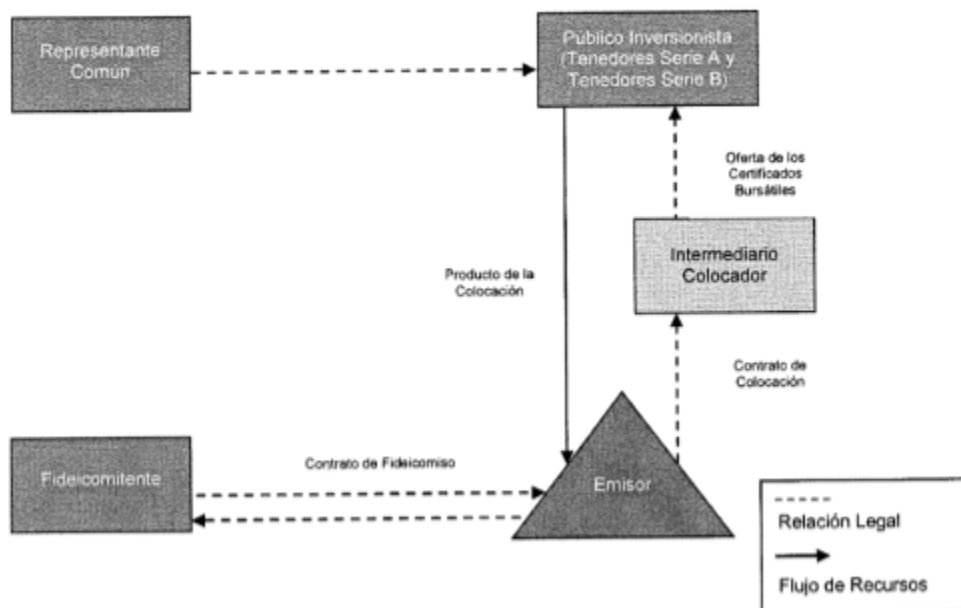 Representante
Común
Público Inversionista
(Tenedores Serie A y
Tenedores Serie B)
Oferta de los
Certificados
Bursátiles
Intermediario
Colocador
Producto de la
Colocación
Contrato de
Colocación
Fideicomitente
Contrato de Fideicomiso
Emisor
Relación Legal
Flujo de Recursos